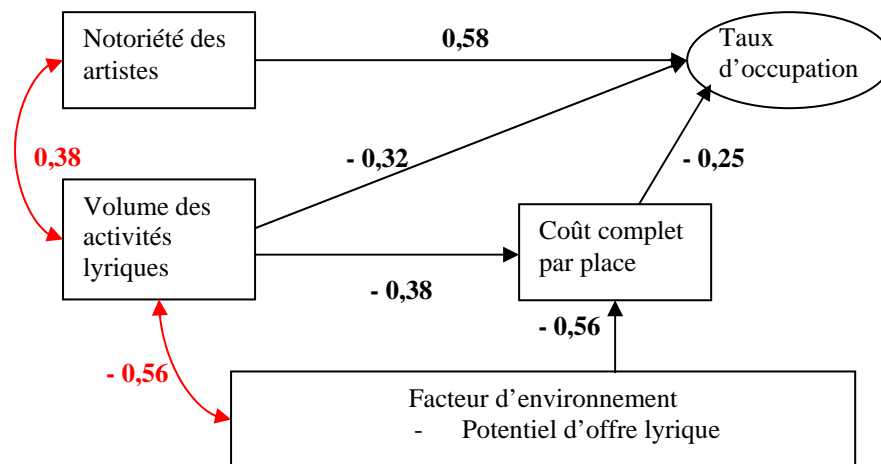 Notoriété des
artistes
0,58
Taux
d’occupation
0,38
- 0,32
- 0,25
Volume des
activités
lyriques
Coût complet
par place
- 0,38
- 0,56
- 0,56
Facteur d’environnement
- Potentiel d’offre lyrique